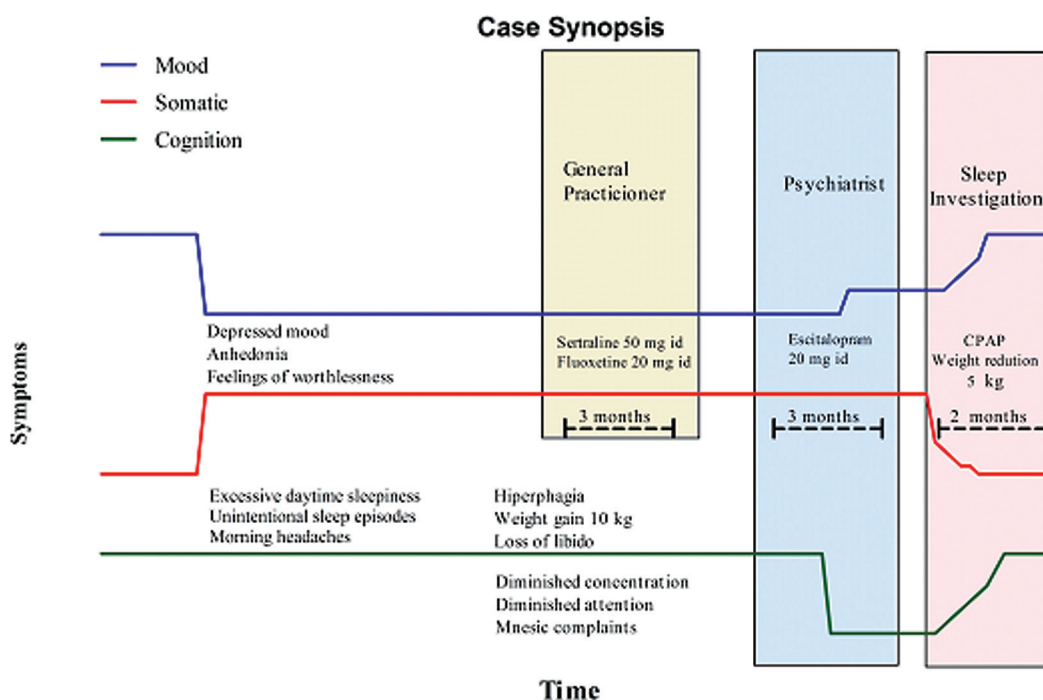 Case Synopsis
Mood
Somatic
Cognition
General
Practicioner
Psychiatrist
Sleep
Investigation
Depressed mood
Anhedonia
Feelings of worthlessness
Sertraline 50 mg id
Fluoxetine 20 mg id
Escitalopram
20 mg id
CPAP
Weight redution
5 kg
3 months
3 months
2 months
Symptoms
Excessive daytime sleepiness
Unintentional sleep episodes
Morning headaches
Hiperphagia
Weight gain 10 kg
Loss of libido
Diminished concentration
Diminished attention
Mnesic complaints
Time